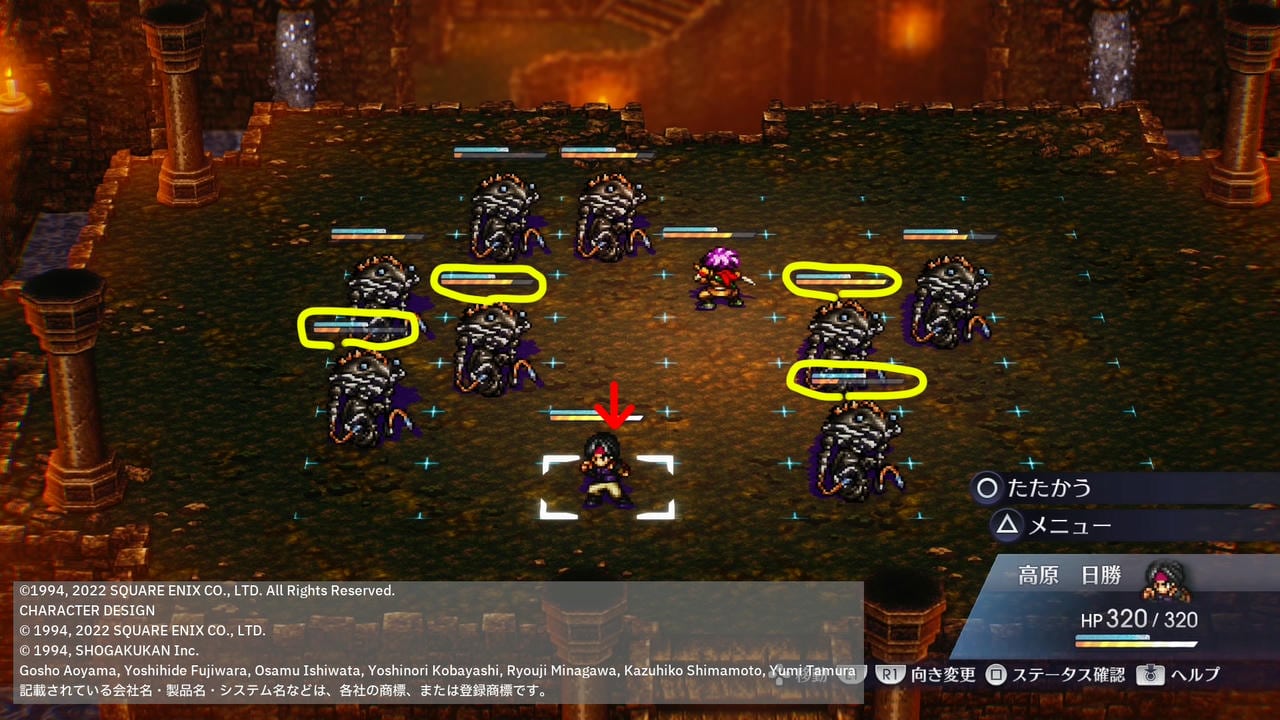 たたかう
メニュー
高原 日勝
HP 320 / 320
R1 向き変更 ステータス確認 ヘルプ
©1994, 2022 SQUARE ENIX CO., LTD. All Rights Reserved.
CHARACTER DESIGN
© 1994, 2022 SQUARE ENIX CO., LTD.
© 1994, SHOGAKUKAN Inc.
Gosho Aoyama, Yoshihide Fujiwara, Osamu Ishiwata, Yoshinori Kobayashi, Ryouji Minagawa, Kazuhiko Shimamoto, Yumi Tamura
記載されている会社名・製品名・システム名などは、各社の商標、または登録商標です。